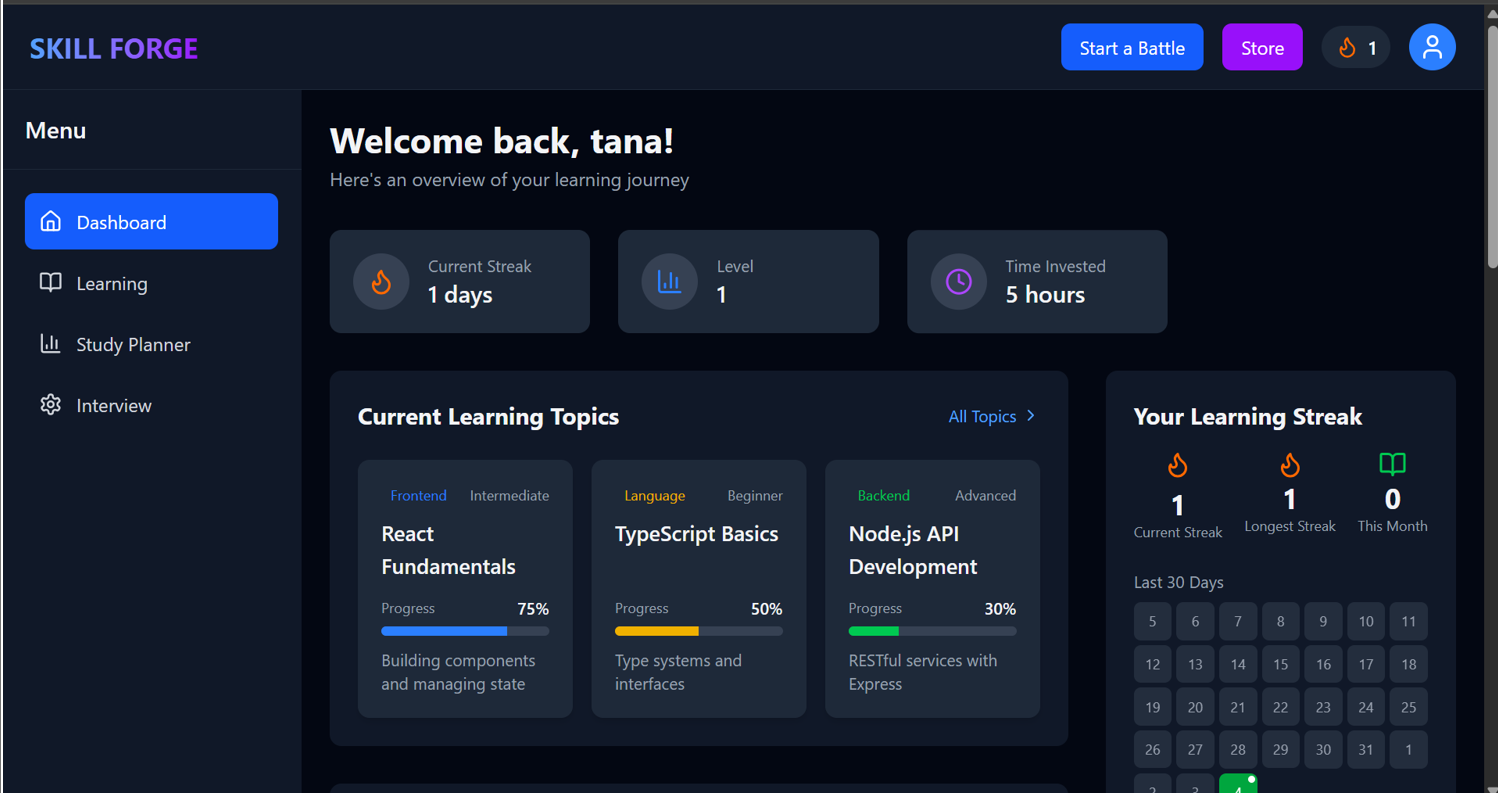 SKILL FORGE
Start a Battle
Store
1
Menu
Dashboard
Learning
Study Planner
Interview
Welcome back, tana!
Here's an overview of your learning journey
Current Streak
1 days
Level
1
Time Invested
5 hours
Current Learning Topics
All Topics
Frontend Intermediate
React
Fundamentals
Progress 75%
Building components
and managing state
Language Beginner
TypeScript Basics
Progress 50%
Type systems and
interfaces
Backend Advanced
Node.js API
Development
Progress 30%
RESTful services with
Express
Your Learning Streak
1
Current Streak
1
Longest Streak
0
This Month
Last 30 Days
5 6 7 8 9 10 11
12 13 14 15 16 17 18
19 20 21 22 23 24 25
26 27 28 29 30 31 1
2 3 4